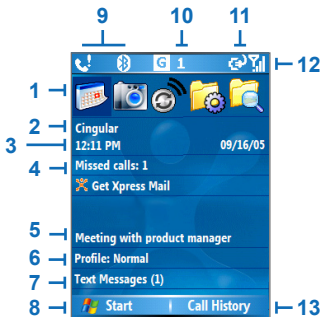 9 10 11
G 1
12
1
2 Cingular
3 12:11 PM 09/16/05
4 Missed calls: 1
Get Xpress Mail
5 Meeting with product manager
6 Profile: Normal
7 Text Messages (1)
8 Start Call History 13